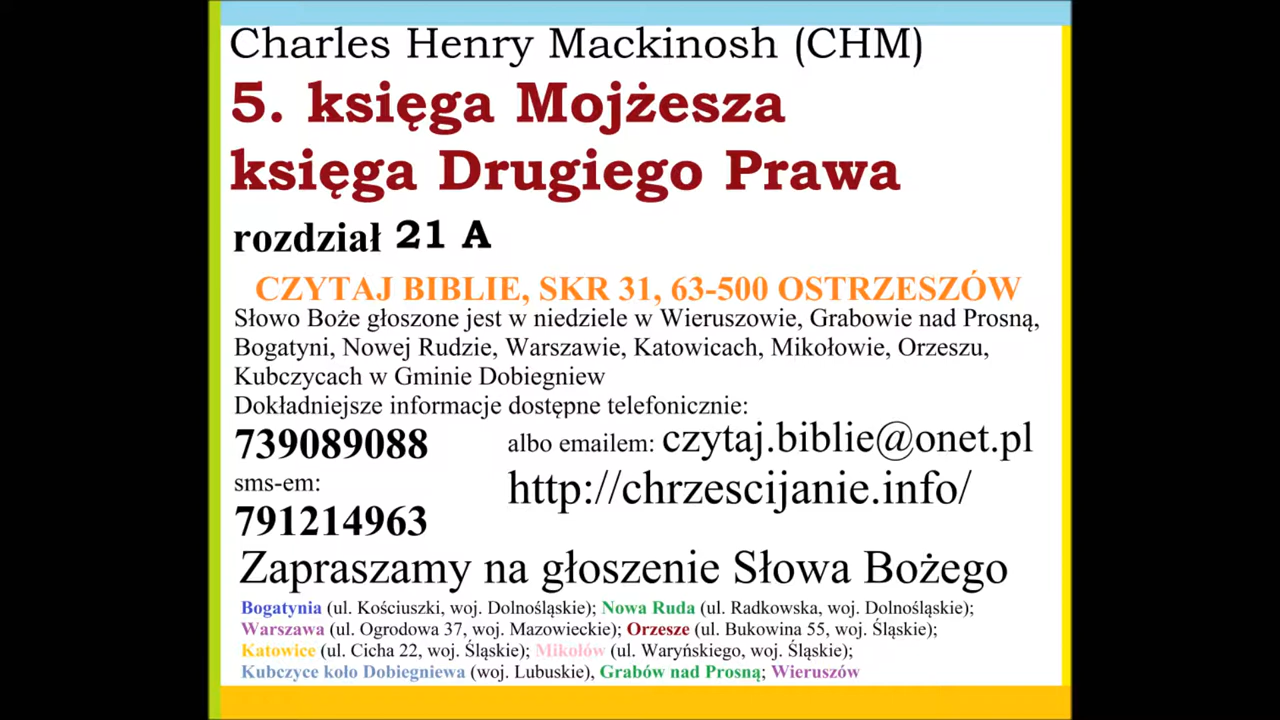 Charles Henry Mackinosh (CHM)
5. księga Mojżesza
księga Drugiego Prawa
rozdział 21 A
CZYTAJ BIBLIE, SKR 31, 63-500 OSTRZESZÓW
Słowo Boże głoszone jest w niedziele w Wieruszowie, Grabowie nad Prosną,
Bogatyni, Nowej Rudzie, Warszawie, Katowicach, Mikołowie, Orzeszu,
Kubczycach w Gminie Dobiegniew
Dokładniejsze informacje dostępne telefonicznie:
739089088 albo emailem: czytaj.biblie@onet.pl
sms-em: http://chrzescijanie.info/
791214963
Zapraszamy na głoszenie Słowa Bożego
Bogatynia (ul. Kościuszki, woj. Dolnośląskie); Nowa Ruda (ul. Radkowska, woj. Dolnośląskie);
Warszawa (ul. Ogrodowa 37, woj. Mazowieckie); Orzesze (ul. Bukowina 55, woj. Śląskie);
Katowice (ul. Cicha 22, woj. Śląskie); Mikołów (ul. Waryńskiego, woj. Śląskie);
Kubczyce koło Dobiegniewa (woj. Lubuskie), Grabów nad Prosną; Wieruszów